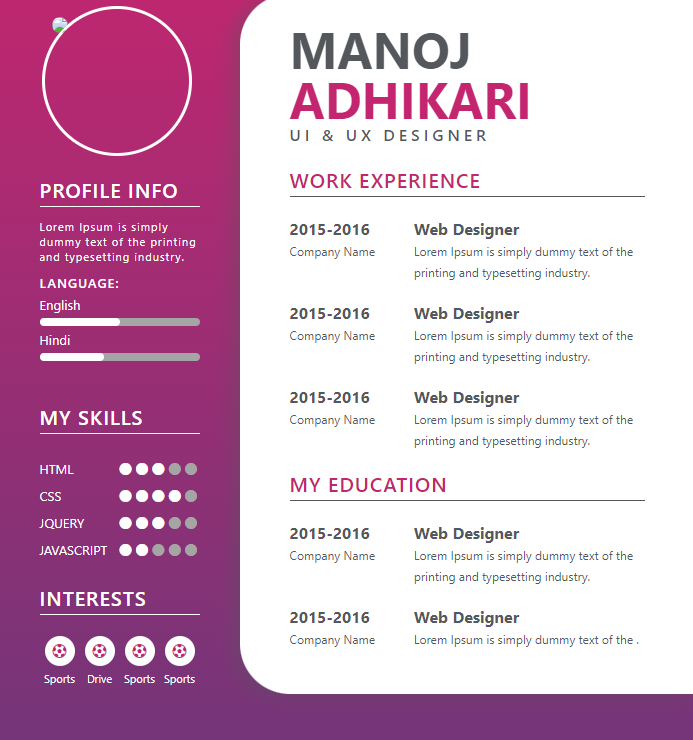 PROFILE INFO
Lorem Ipsum is simply
dummy text of the printing
and typesetting industry.
LANGUAGE:
English
Hindi
MY SKILLS
HTML
CSS
JQUERY
JAVASCRIPT
INTERESTS
Sports Drive Sports Sports
MANOJ
ADHIKARI
UI & UX DESIGNER
WORK EXPERIENCE
2015-2016 Web Designer
Company Name Lorem Ipsum is simply dummy text of the
printing and typesetting industry.
2015-2016 Web Designer
Company Name Lorem Ipsum is simply dummy text of the
printing and typesetting industry.
2015-2016 Web Designer
Company Name Lorem Ipsum is simply dummy text of the
printing and typesetting industry.
MY EDUCATION
2015-2016 Web Designer
Company Name Lorem Ipsum is simply dummy text of the
printing and typesetting industry.
2015-2016 Web Designer
Company Name Lorem Ipsum is simply dummy text of the .